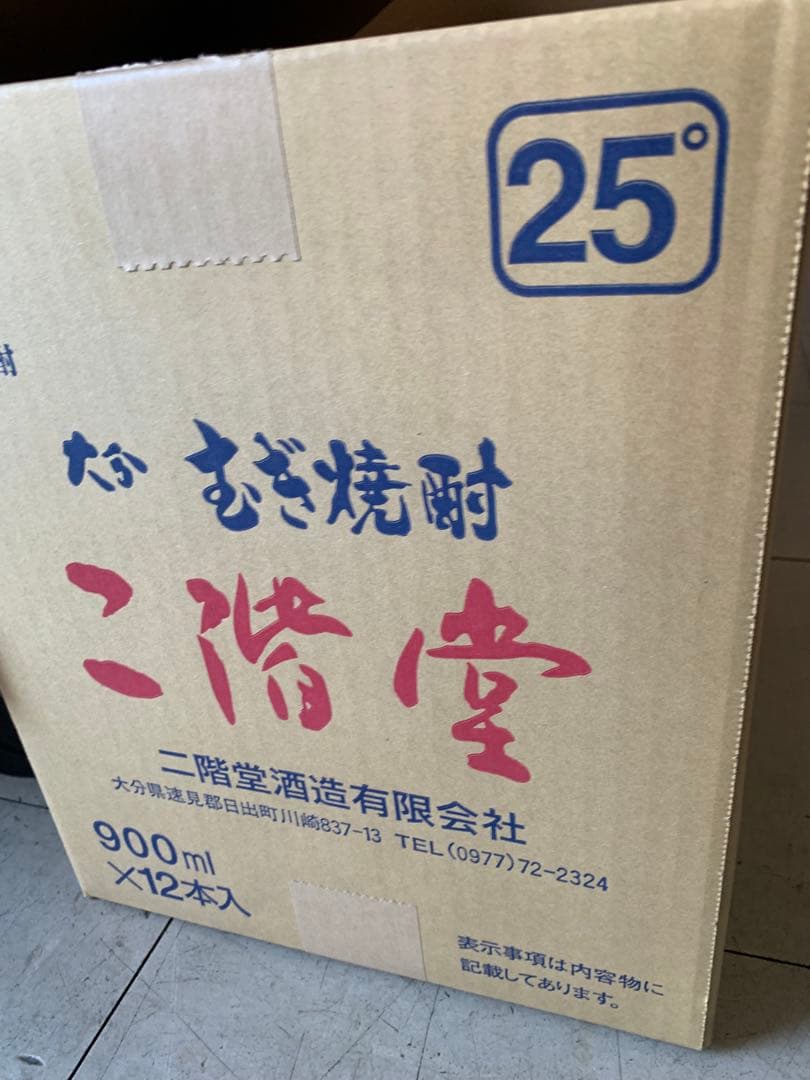 25°
酎
大分 むぎ焼酎
二階堂
二階堂酒造有限会社
大分県速見郡日出町川崎837-13 TEL(0977)72-2324
900ml
×12本入
表示事項は内容物に
記載してあります。